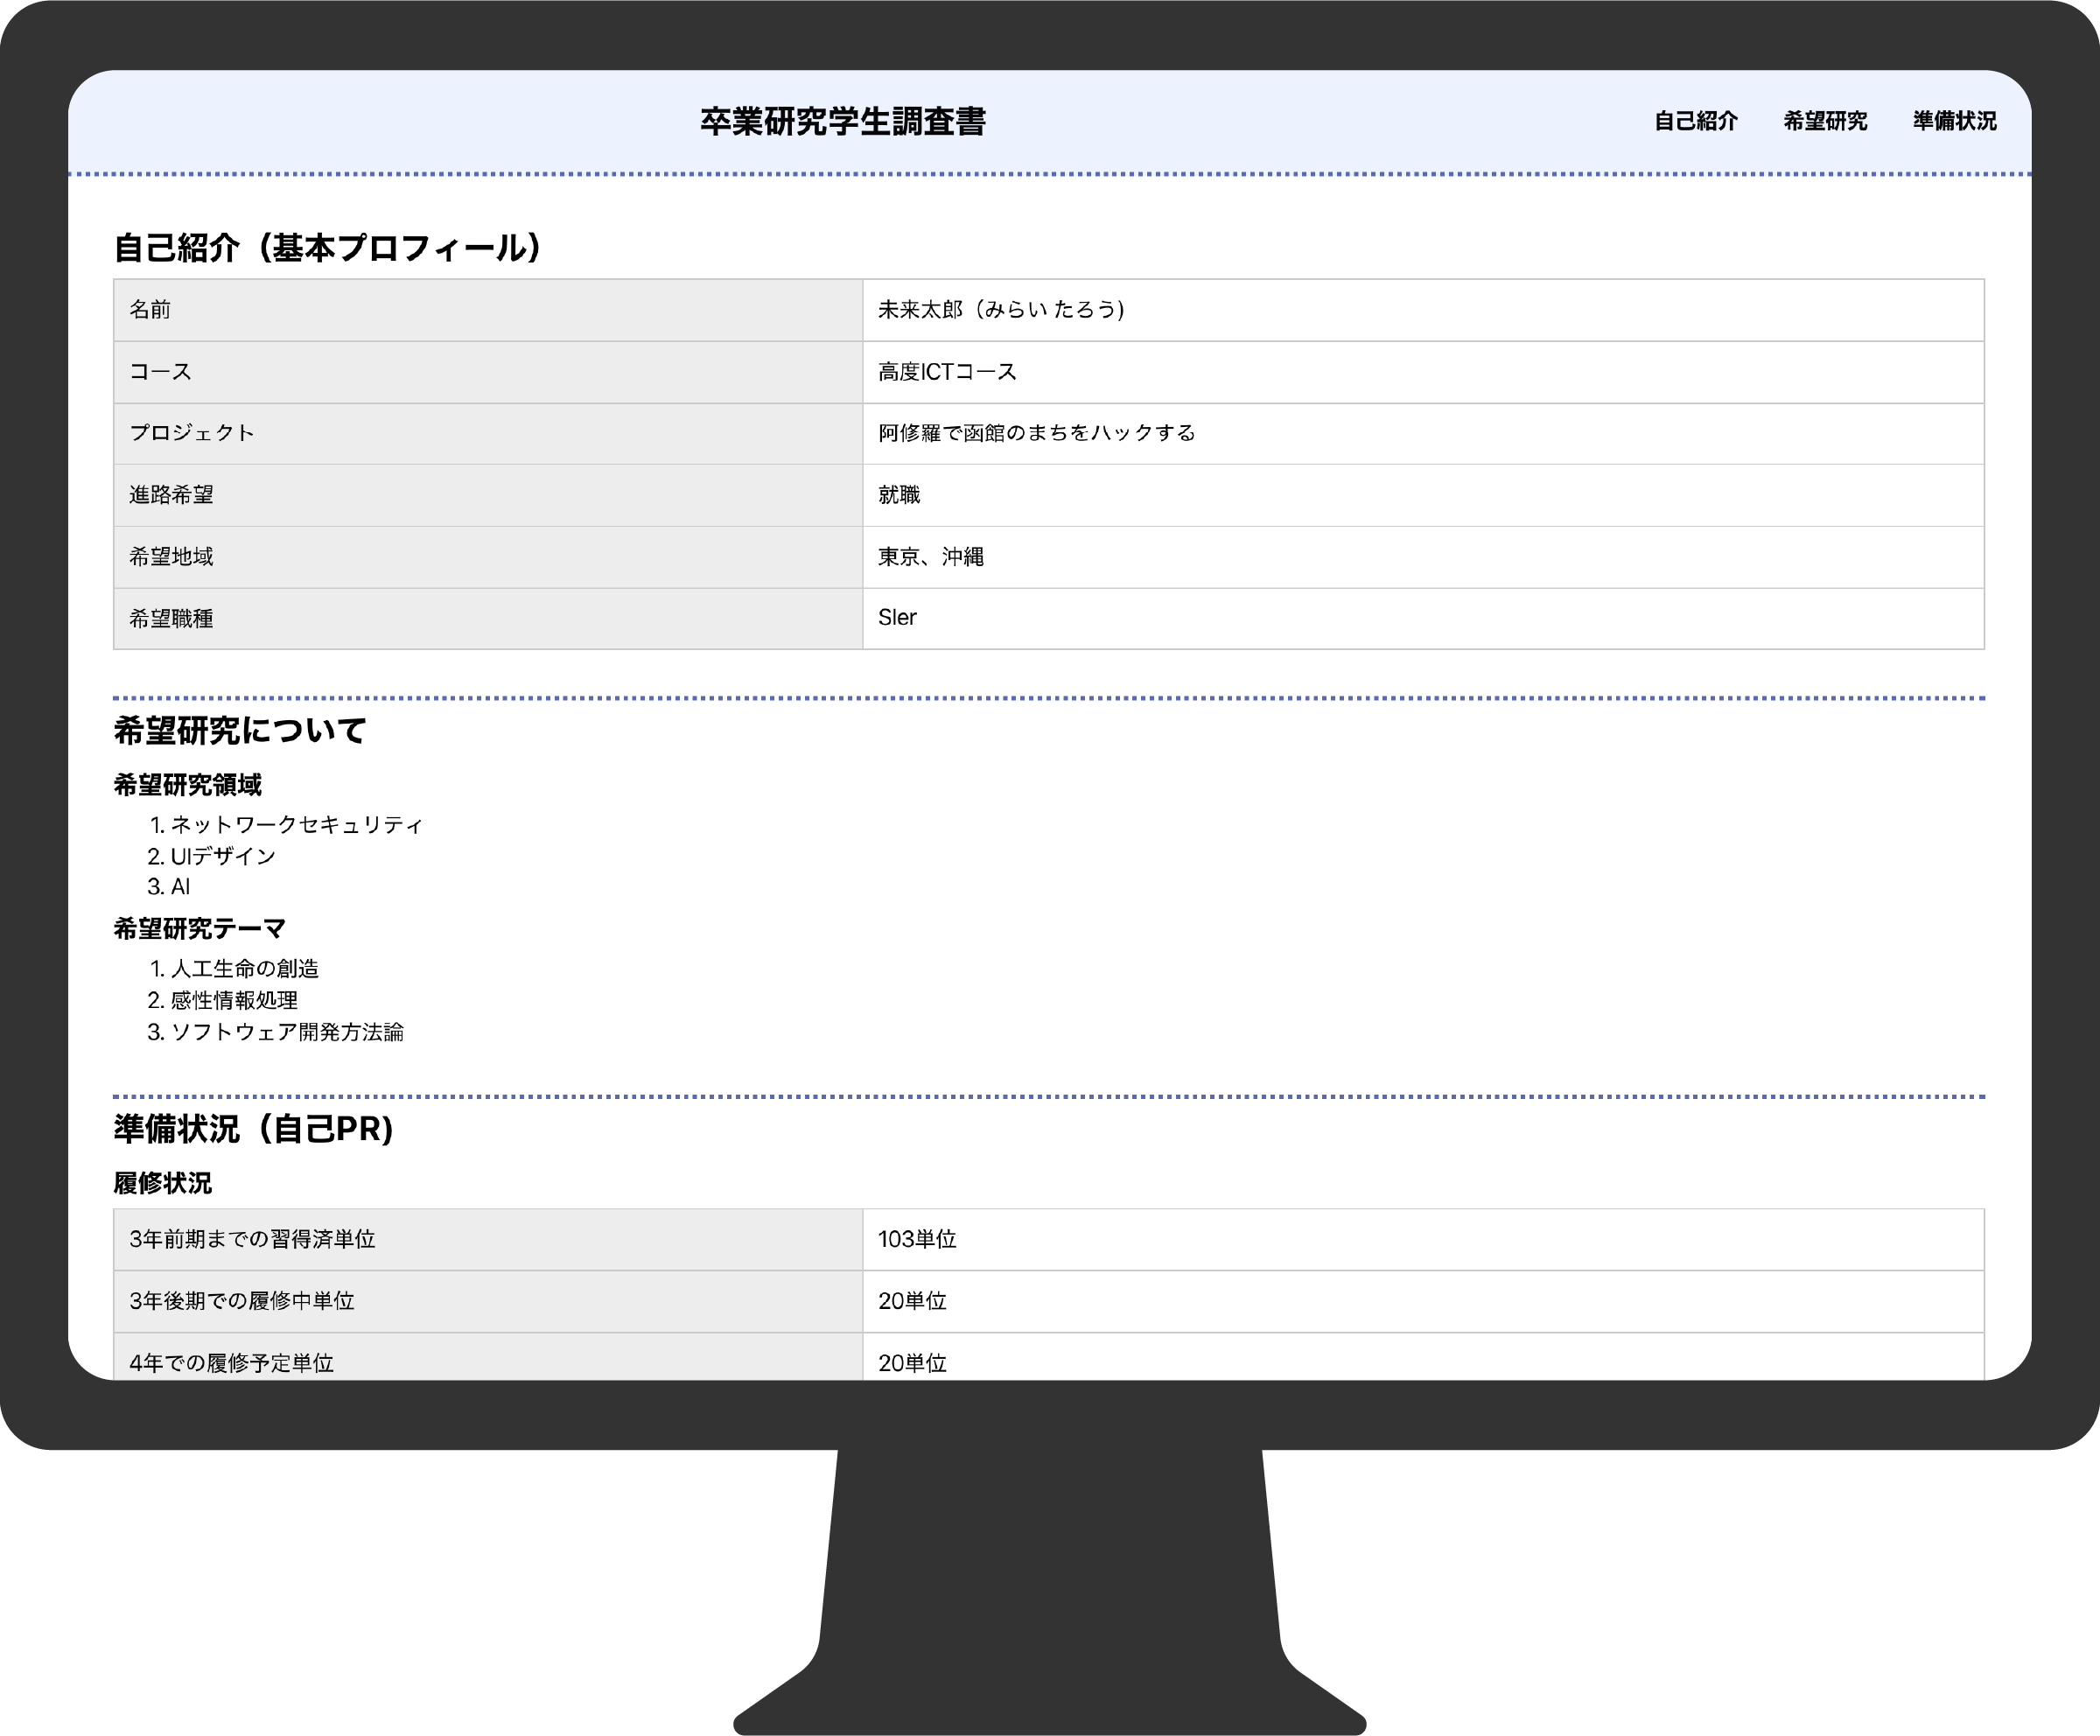 卒業研究学生調査書
自己紹介 希望研究 準備状況
自己紹介（基本プロフィール)
名前 未来太郎（みらい たろう)
コース 高度ICTコース
プロジェクト 阿修羅で函館のまちをハックする
進路希望 就職
希望地域 東京、沖縄
希望職種 SIer
希望研究について
希望研究領域
1. ネットワークセキュリティ
2. UIデザイン
3. AI
希望研究テーマ
1. 人工生命の創造
2. 感性情報処理
3. ソフトウェア開発方法論
準備状況（自己PR)
履修状況
3年前期までの習得済単位 103単位
3年後期での履修中単位 20単位
4年での履修予定単位 20単位